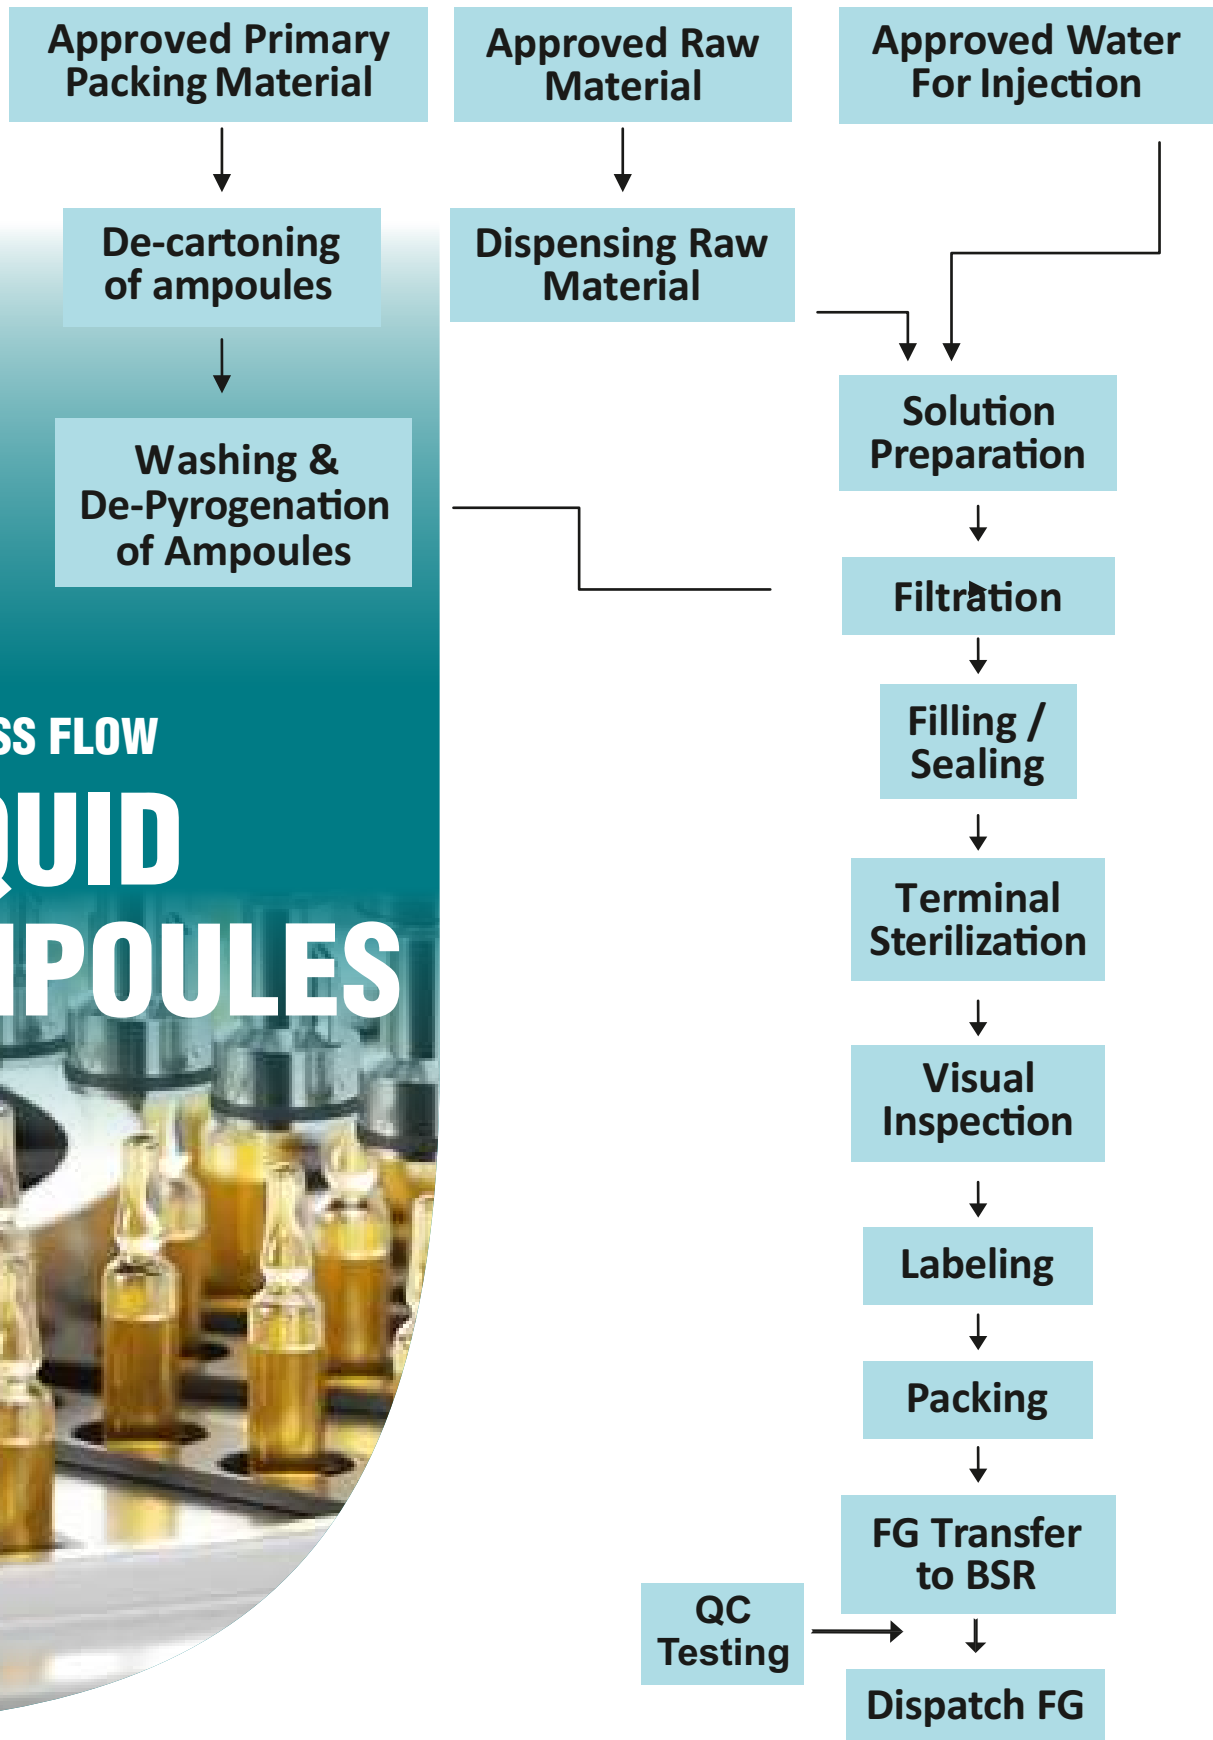 Approved Primary
Packing Material
Approved Raw
Material
Approved Water
For Injection
De-cartoning
of ampoules
Dispensing Raw
Material
Washing &
De-Pyrogenation
of Ampoules
Solution
Preparation
Filtration
Filling /
Sealing
Terminal
Sterilization
Visual
Inspection
Labeling
Packing
FG Transfer
to BSR
QC
Testing
Dispatch FG
SS FLOW
QUID
MPOULES